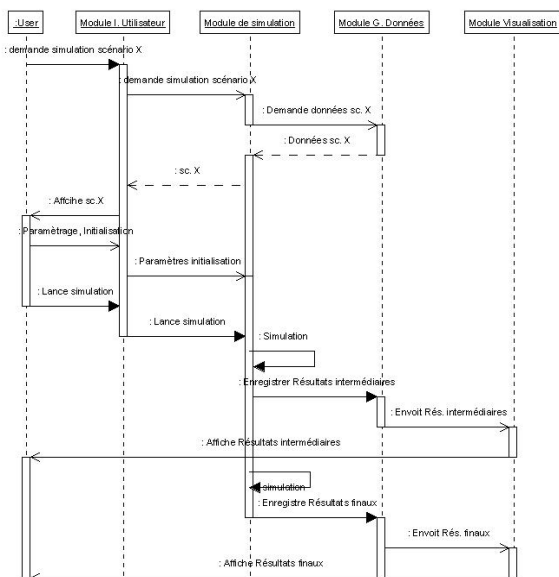 :User
Module I. Utilisateur
Module de simulation
Module G. Données
Module Visualisation
: demande simulation scénario X
: demande simulation scénario X
: Demande données sc. X
: Données sc. X
: sc. X
: Affcihe sc.X
: Paramètrage, Initialisation
: Paramètres initialisation
: Lance simulation
: Lance simulation
: Simulation
: Enregistrer Résultats intermédiaires
: Envoit Rés. intermédiaires
: Affiche Résultats intermédiaires
: simulation
: Enregistre Résultats finaux
: Envoit Rés. finaux
: Affiche Résultats finaux